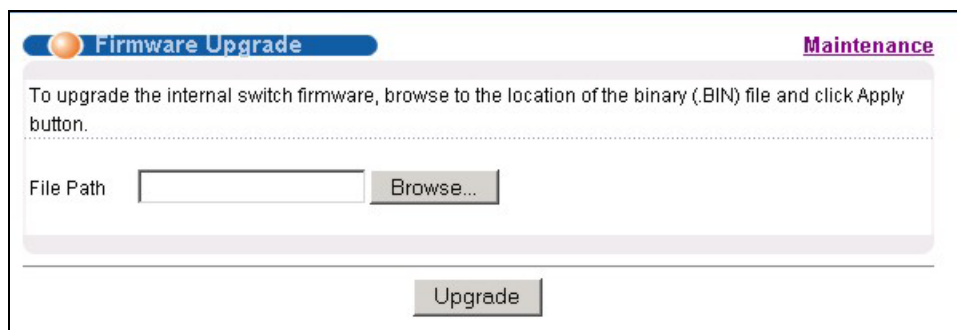 Firmware Upgrade
Maintenance
To upgrade the internal switch firmware, browse to the location of the binary (.BIN) file and click Apply
button.
File Path
Browse...
Upgrade